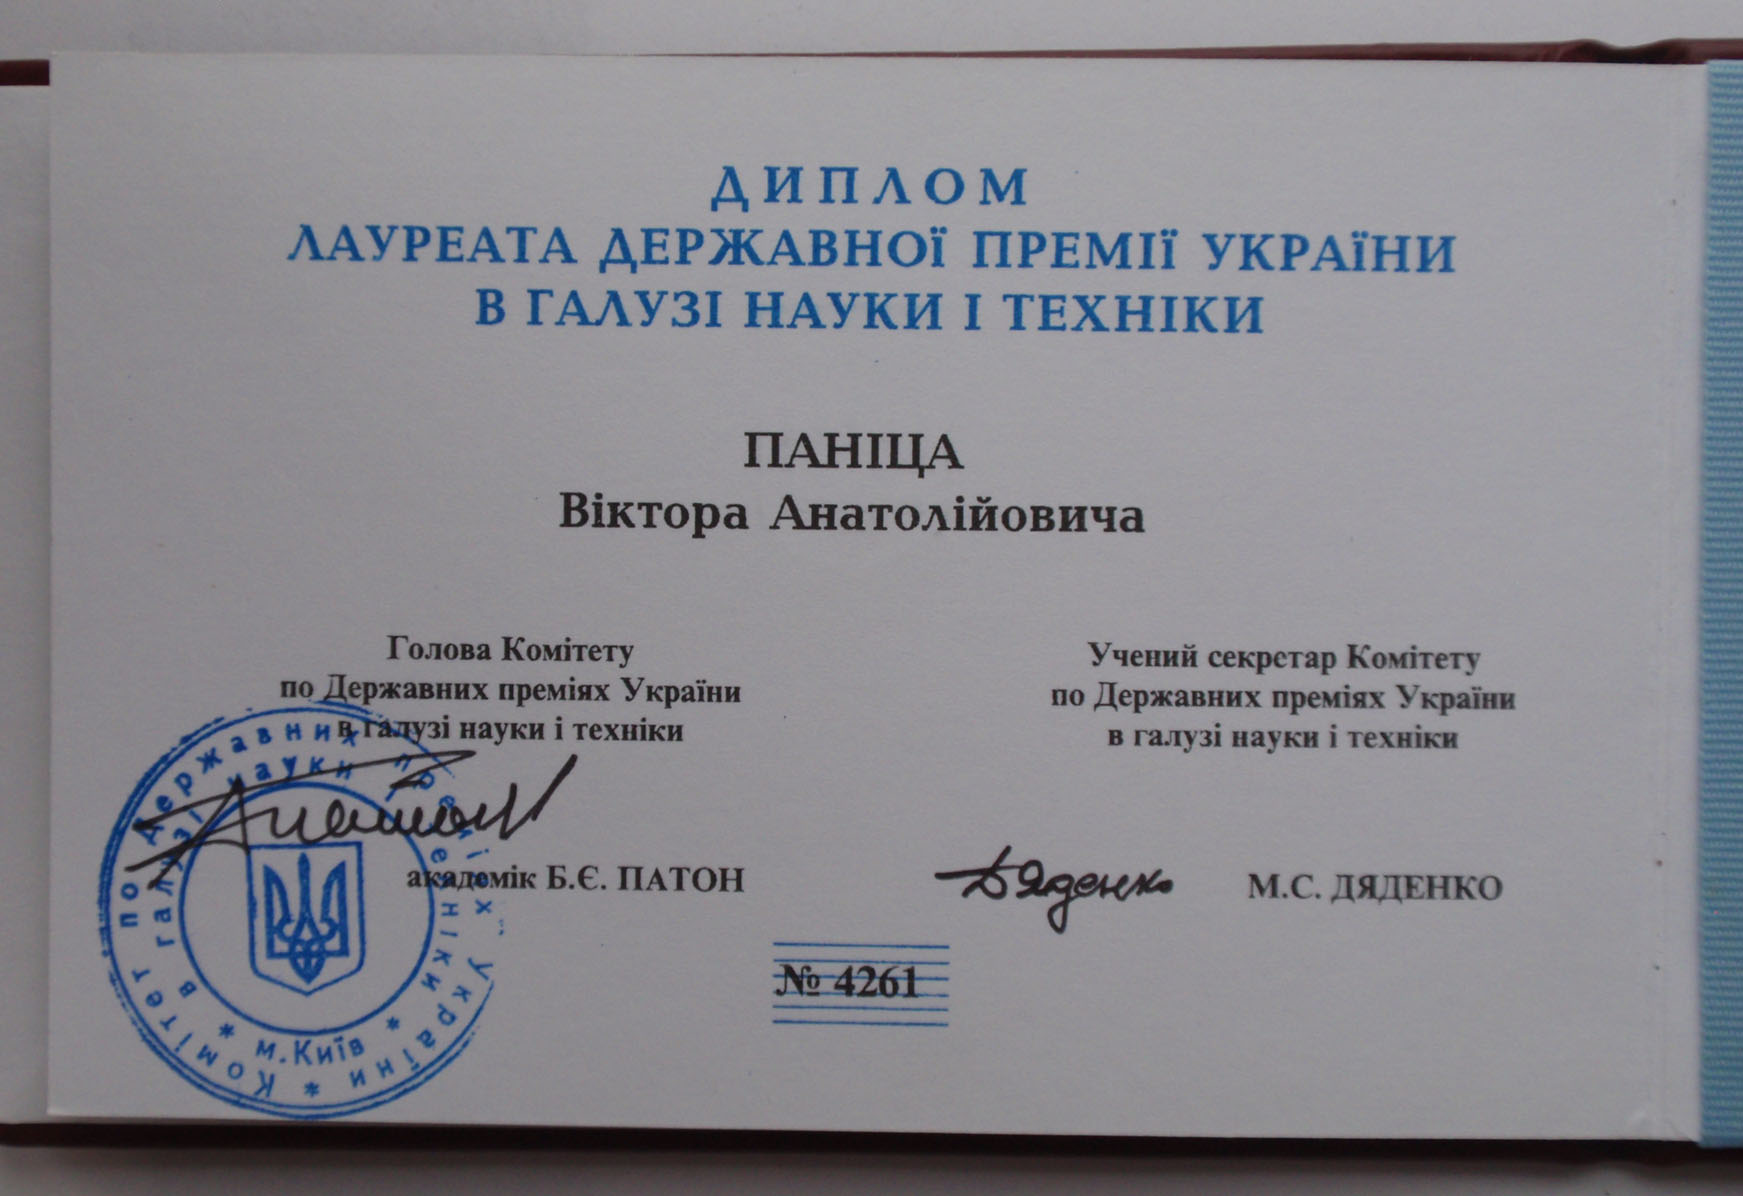 ДИПЛОМ
ЛАУРЕАТА ДЕРЖАВНОЇ ПРЕМІЇ УКРАЇНИ
В ГАЛУЗІ НАУКИ І ТЕХНІКИ
ПАНІЦА
Віктора Анатолійовича
Голова Комітету
по Державних преміях України
в галузі науки і техніки
академік Б.Є. ПАТОН
Учений секретар Комітету
по Державних преміях України
в галузі науки і техніки
Дяденко
М.С. ДЯДЕНКО
№ 4261
Комітет по Державних преміях України *
в галузі науки і техніки
* м.Київ *